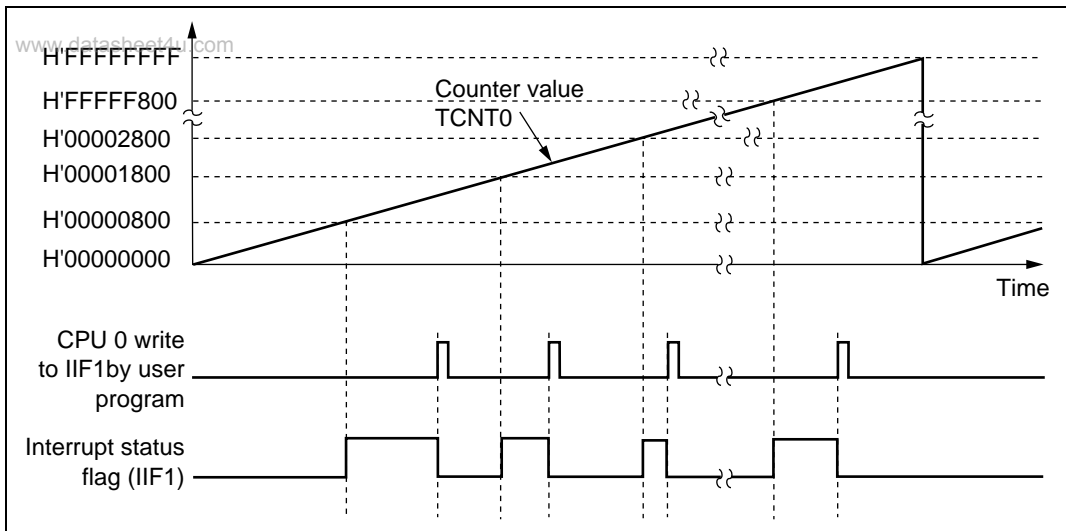 www.datasheet4u.com
H'FFFFFFFF
H'FFFFF800
H'00002800
H'00001800
H'00000800
H'00000000
Counter value
TCNT0
Time
CPU 0 write
to IIF1by user
program
Interrupt status
flag (IIF1)